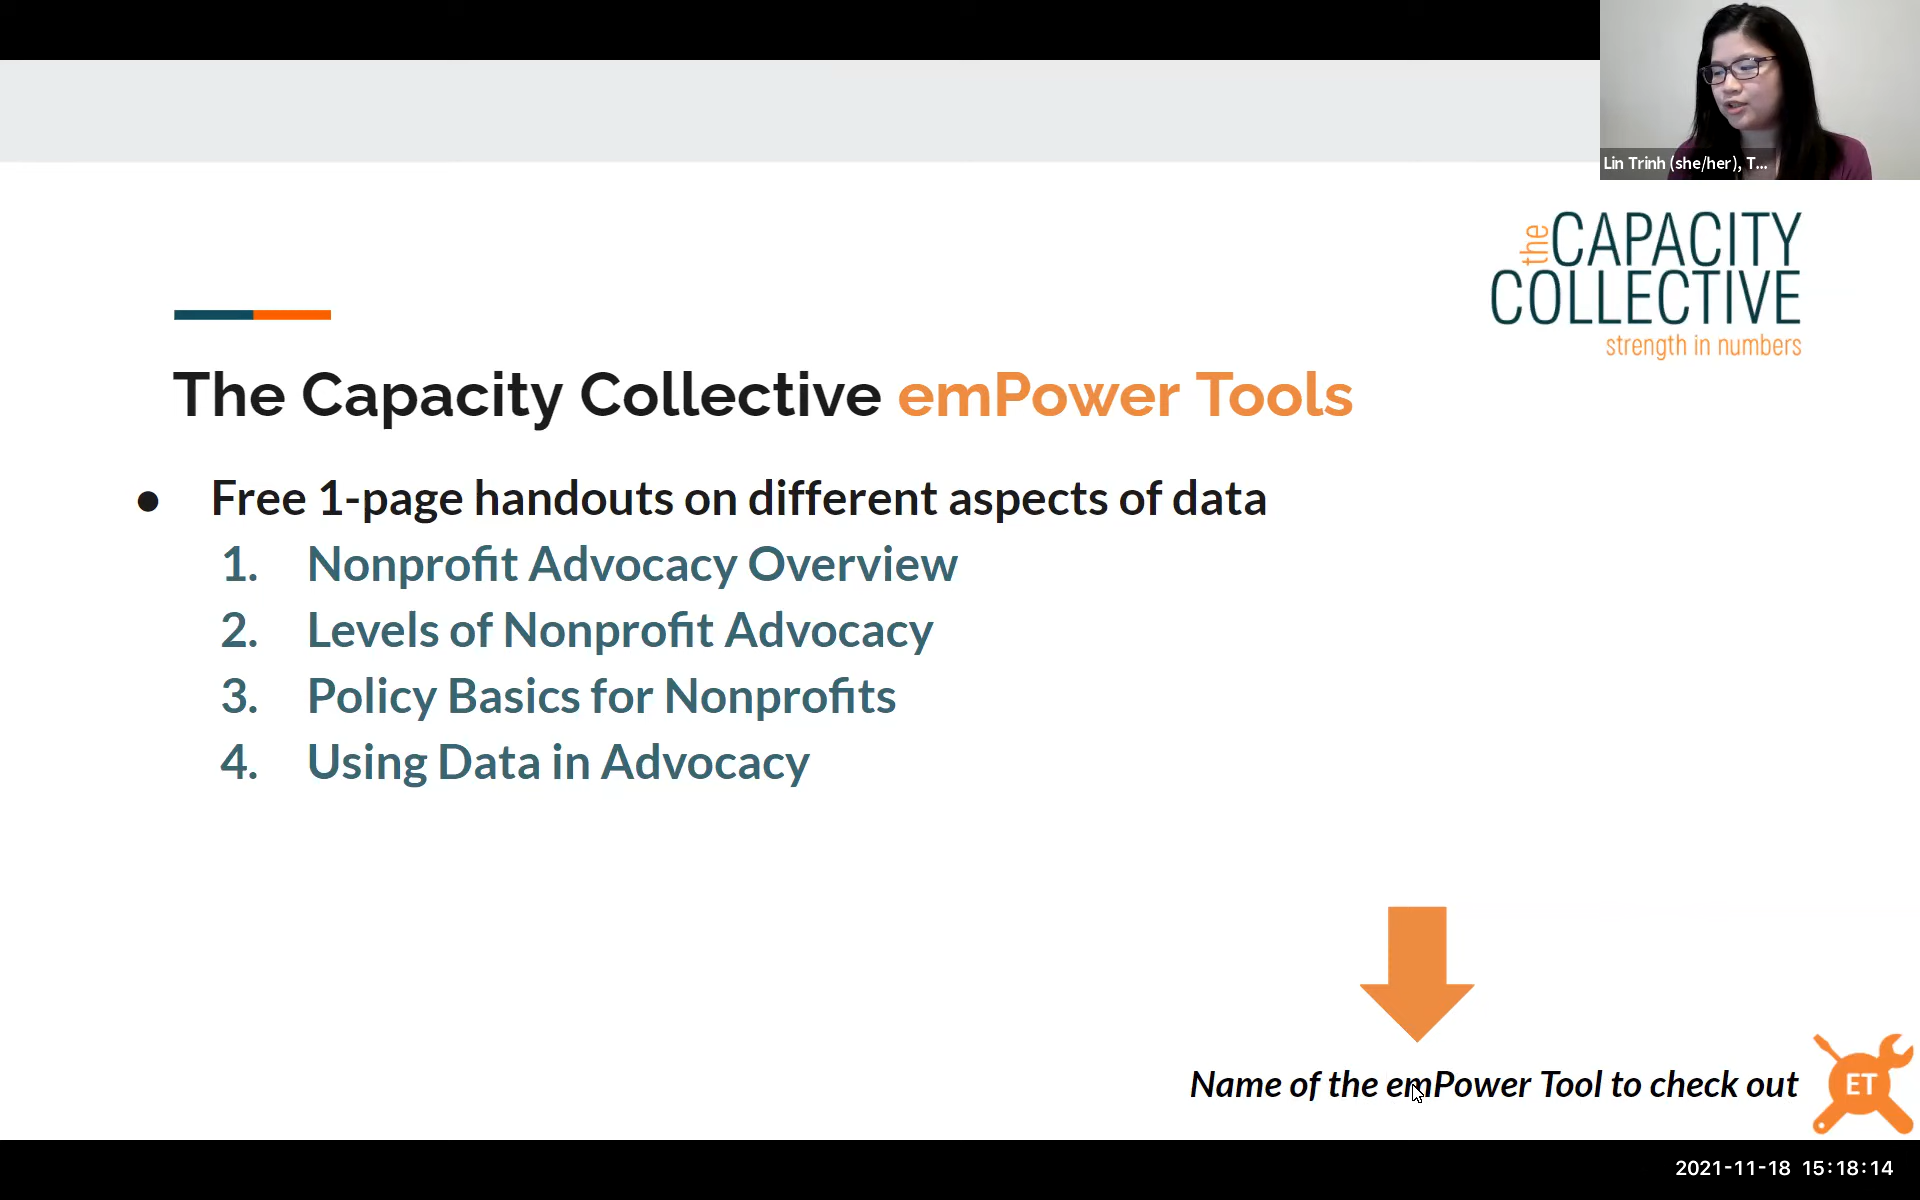 Lin Trinh (she/her), T...
the CAPACITY
COLLECTIVE
strength in numbers
The Capacity Collective emPower Tools
● Free 1-page handouts on different aspects of data
1. Nonprofit Advocacy Overview
2. Levels of Nonprofit Advocacy
3. Policy Basics for Nonprofits
4. Using Data in Advocacy
Name of the emPower Tool to check out
ET
2021-11-18 15:18:14